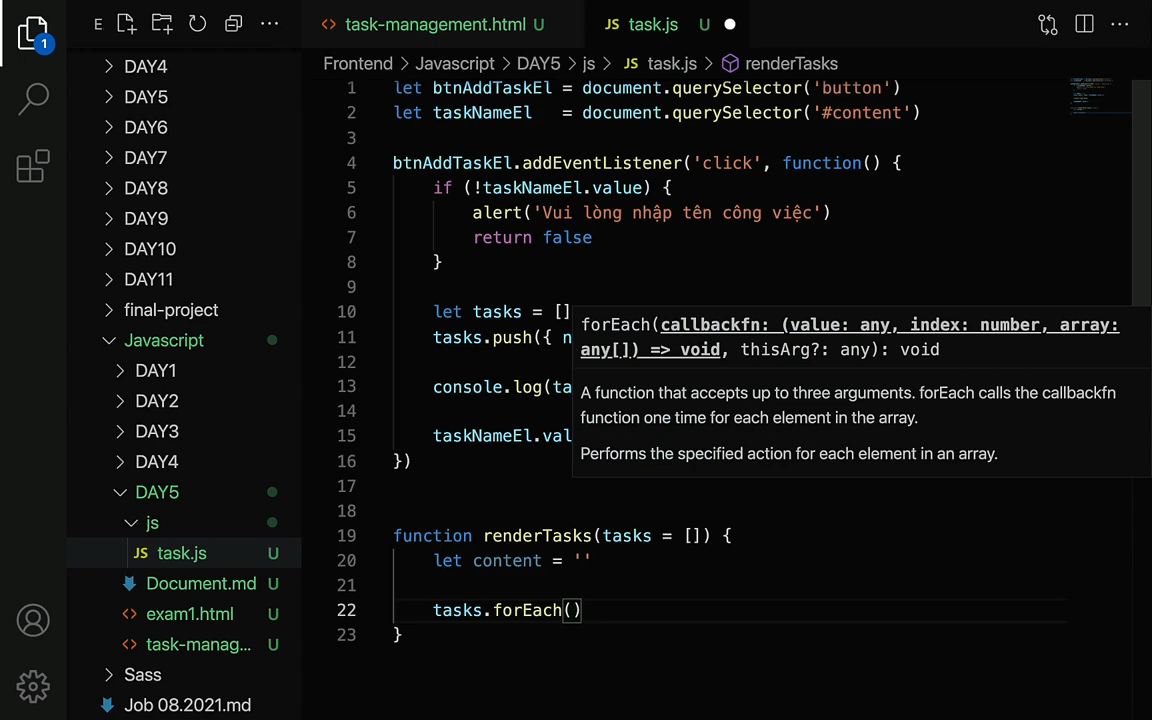 E
task-management.html U
JS task.js U
1
Frontend > Javascript > DAY5 > js > JS task.js > renderTasks
DAY4
DAY5
DAY6
DAY7
DAY8
DAY9
DAY10
DAY11
final-project
Javascript
DAY1
DAY2
DAY3
DAY4
DAY5
js
JS task.js U
Document.md U
exam1.html U
task-manag... U
Sass
Job 08.2021.md
1 let btnAddTaskEl = document.querySelector('button')
2 let taskNameEl   = document.querySelector('#content')
3
4 btnAddTaskEl.addEventListener('click', function() {
5     if (!taskNameEl.value) {
6         alert('Vui lòng nhập tên công việc')
7         return false
8     }
9
10     let tasks = []
11     tasks.push({ n
12
13     console.log(ta
14
15     taskNameEl.val
16 })
17
18
19 function renderTasks(tasks = []) {
20     let content = ''
21
22     tasks.forEach()
23 }
forEach(callbackfn: (value: any, index: number, array:
any[]) => void, thisArg?: any): void
A function that accepts up to three arguments. forEach calls the callbackfn
function one time for each element in the array.
Performs the specified action for each element in an array.